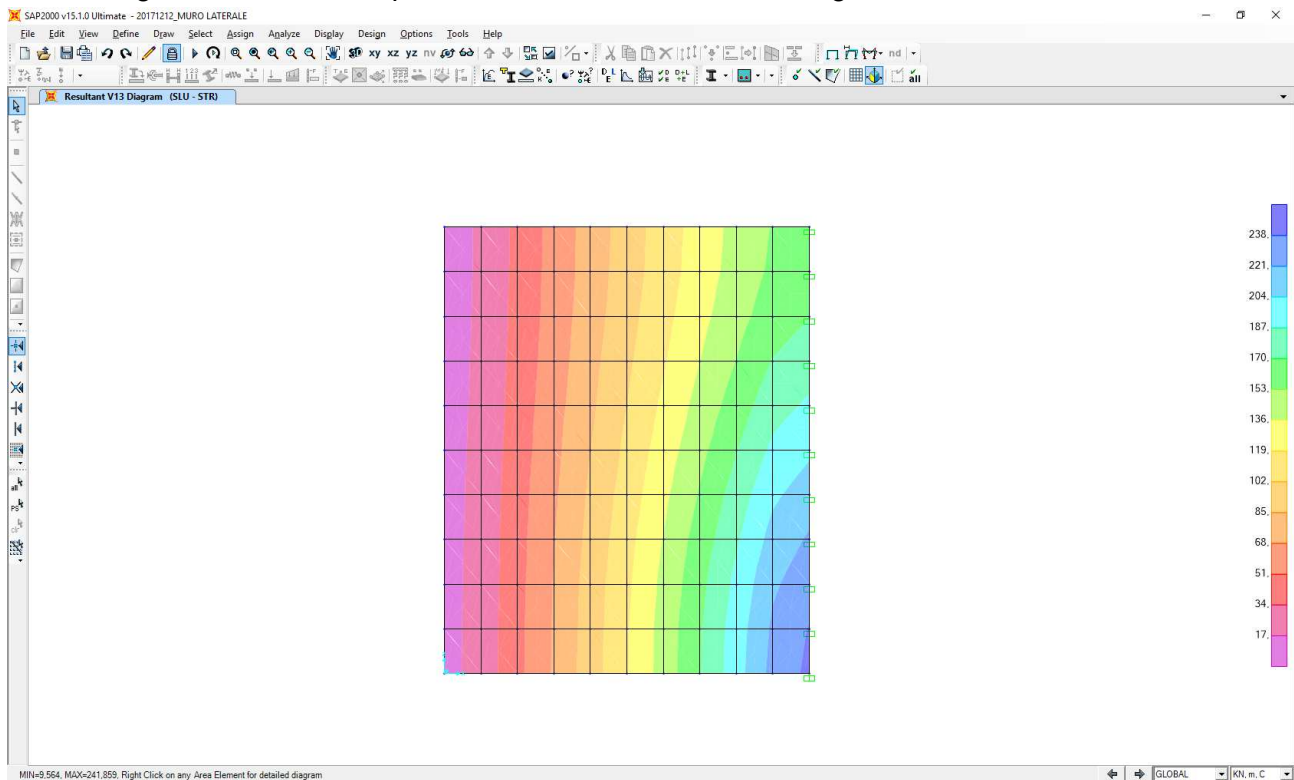 SAP2000 v15.1.0 Ultimate - 20171212_MURO LATERALE
File Edit View Define Draw Select Assign Analyze Display Design Options Tools Help
xy xz yz nv nd
Resultant V13 Diagram (SLU - STR)
238,
221,
204,
187,
170,
153,
136,
119,
102,
85,
68,
51,
34,
17,
MIN=9,564, MAX=241,859, Right Click on any Area Element for detailed diagram
GLOBAL
KN, m, C